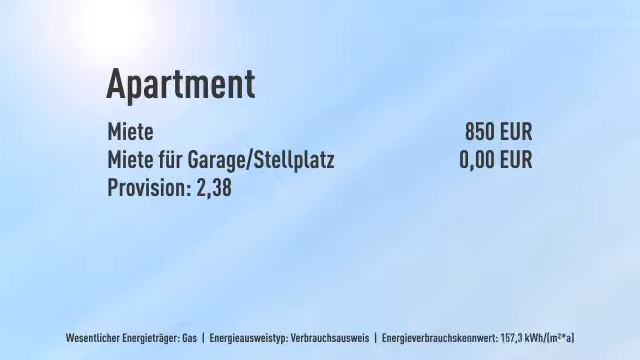 Apartment
Miete 850 EUR
Miete für Garage/Stellplatz 0,00 EUR
Provision: 2,38
Wesentlicher Energieträger: Gas | Energieausweistyp: Verbrauchsausweis | Energieverbrauchskennwert: 157,3 kWh/(m²*a)